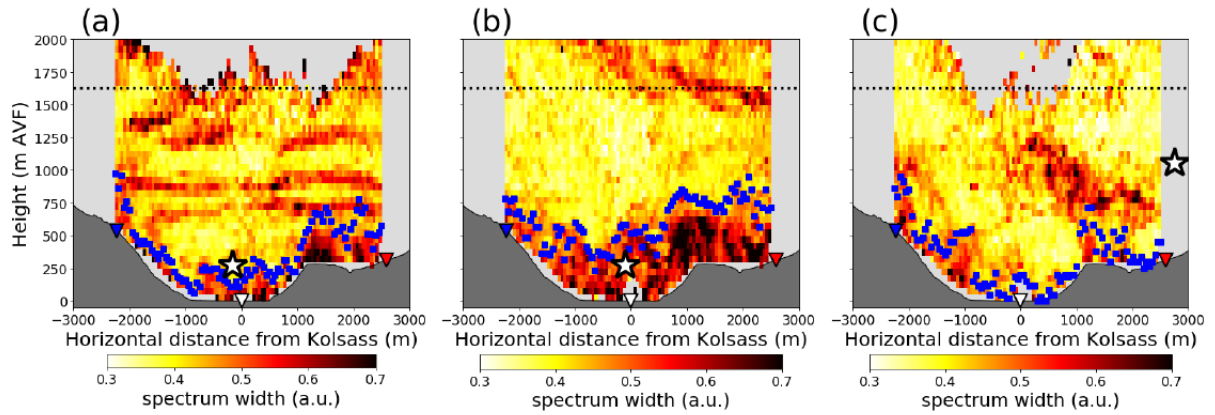 (a) (b) (c)
2000
1750
1500
1250
1000
750
500
250
0
Height (m AVF)
−3000 −2000 −1000 0 1000 2000 3000 −3000 −2000 −1000 0 1000 2000 3000 −3000 −2000 −1000 0 1000 2000 3000
Horizontal distance from Kolsass (m) Horizontal distance from Kolsass (m) Horizontal distance from Kolsass (m)
0.3 0.4 0.5 0.6 0.7 0.3 0.4 0.5 0.6 0.7 0.3 0.4 0.5 0.6 0.7
spectrum width (a.u.) spectrum width (a.u.) spectrum width (a.u.)